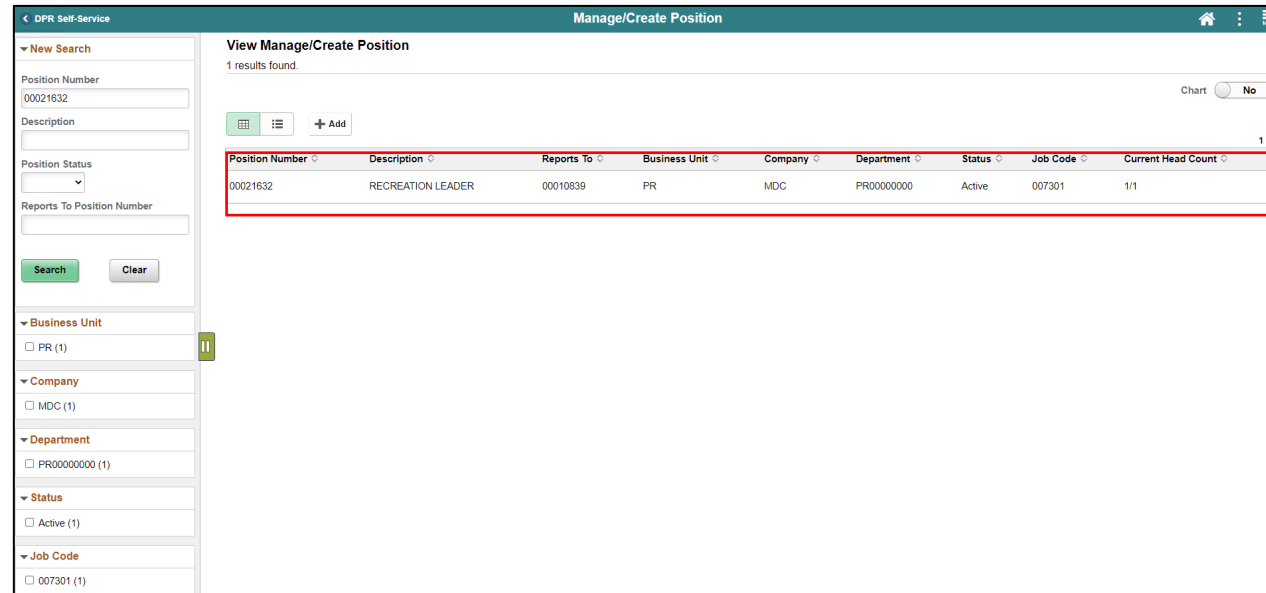 DPR Self-Service
Manage/Create Position
New Search
Position Number
00021632
Description
Position Status
Reports To Position Number
Search Clear
Business Unit
PR (1)
Company
MDC (1)
Department
PR00000000 (1)
Status
Active (1)
Job Code
007301 (1)
View Manage/Create Position
1 results found.
Chart No
Add
1
Position Number Description Reports To Business Unit Company Department Status Job Code Current Head Count
00021632 RECREATION LEADER 00010839 PR MDC PR00000000 Active 007301 1/1